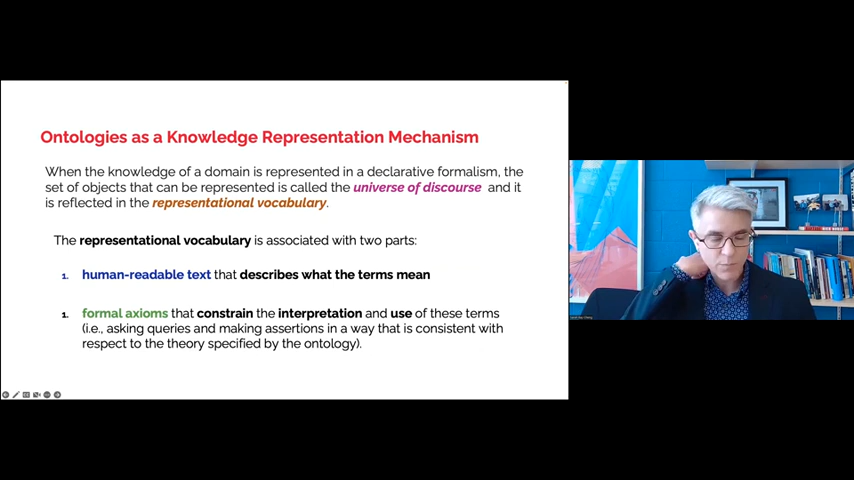 Ontologies as a Knowledge Representation Mechanism
When the knowledge of a domain is represented in a declarative formalism, the
set of objects that can be represented is called the universe of discourse and it
is reflected in the representational vocabulary.
The representational vocabulary is associated with two parts:
1. human-readable text that describes what the terms mean
1. formal axioms that constrain the interpretation and use of these terms
(i.e., asking queries and making assertions in a way that is consistent with
respect to the theory specified by the ontology).